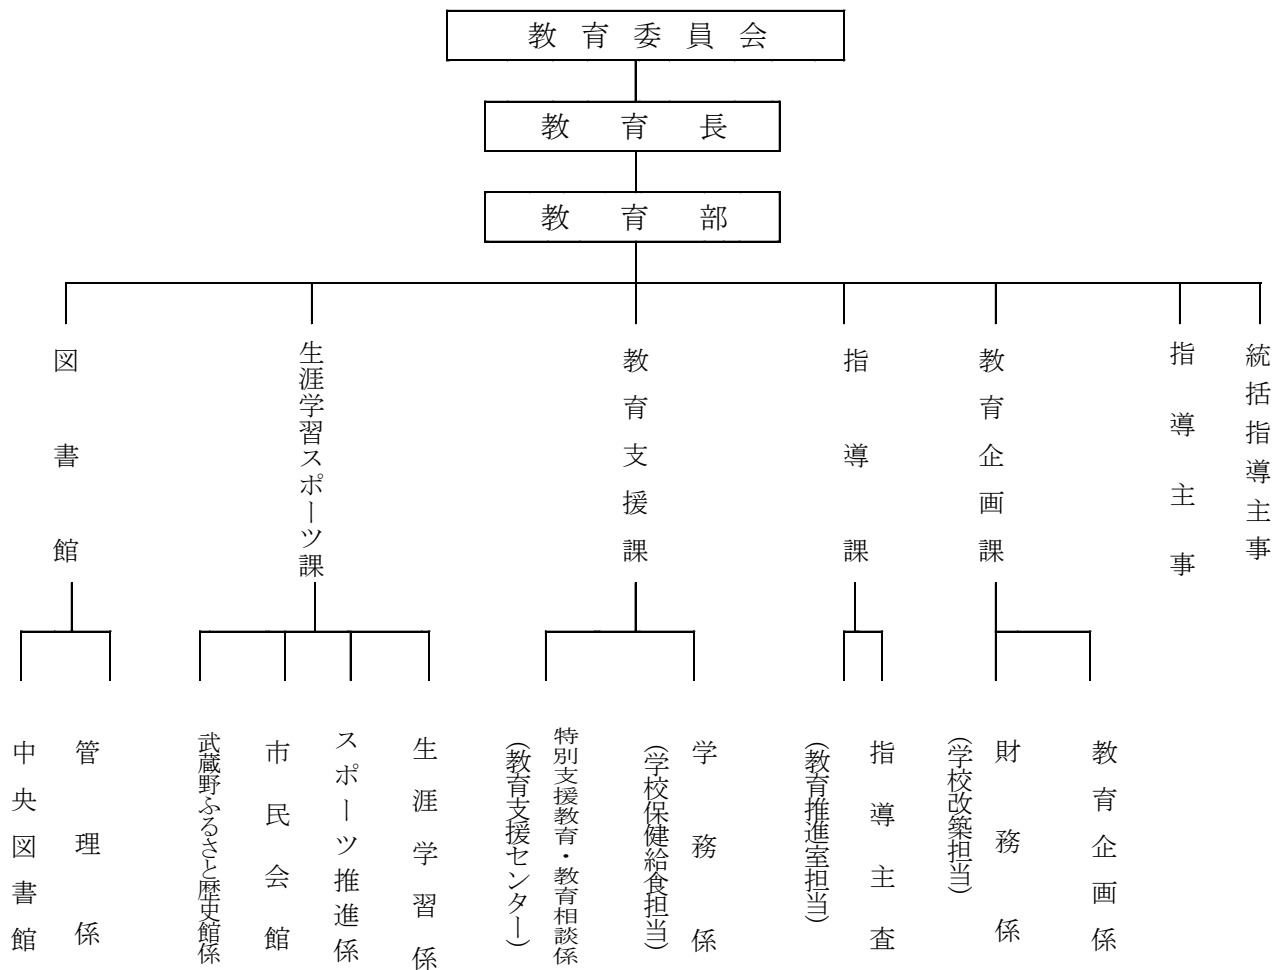 教育委員会
教育長
教育部
統括指導主事
指導主事
教育企画課
指導課
教育支援課
生涯学習スポーツ課
図書館
教育企画係
財務係
(学校改築担当)
指導主査
(教育推進室担当)
学務係
(学校保健給食担当)
特別支援教育・教育相談係
(教育支援センター)
生涯学習係
スポーツ推進係
市民会館
武蔵野ふるさと歴史館係
管理係
中央図書館